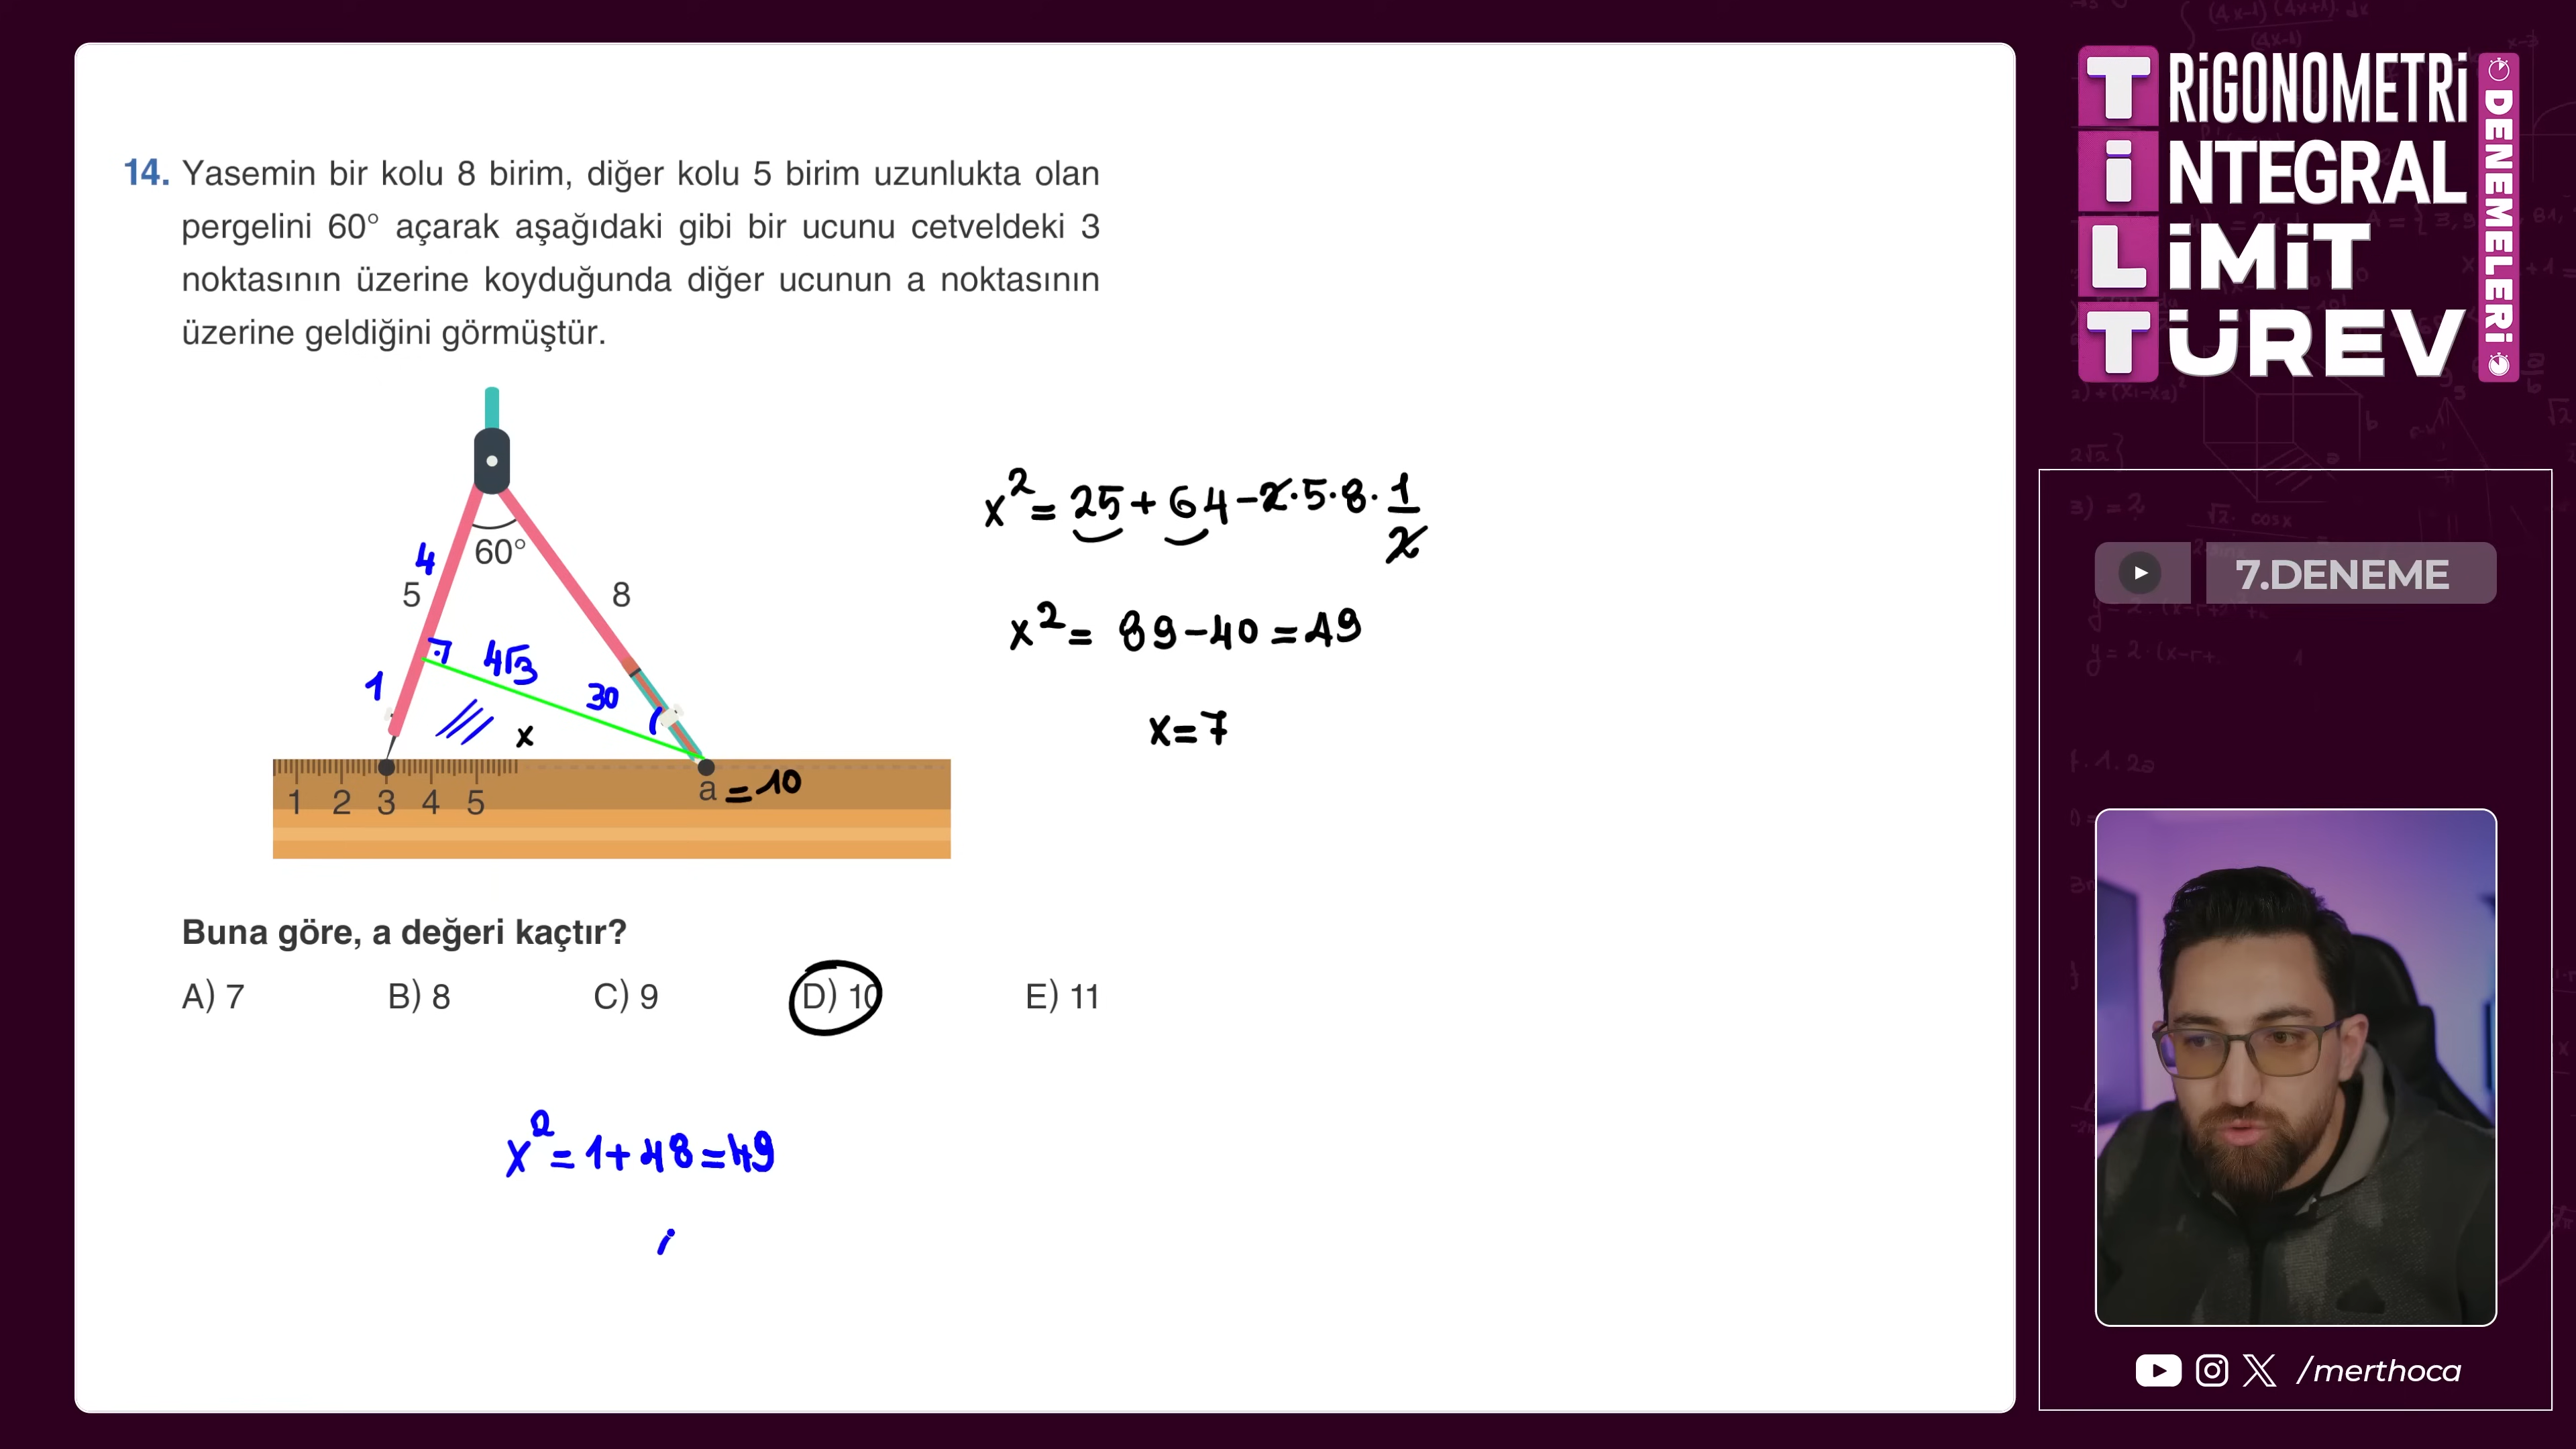 14. Yasemin bir kolu 8 birim, diğer kolu 5 birim uzunlukta olan
pergelini 60° açarak aşağıdaki gibi bir ucunu cetveldeki 3
noktasının üzerine koyduğunda diğer ucunun a noktasının
üzerine geldiğini görmüştür.
60°
4
5
8
4√3
1
30
x
1 2 3 4 5
a = 10
x² = 25 + 64 - 2·5·8· 1/2
x² = 89 - 40 = 49
x = 7
Buna göre, a değeri kaçtır?
A) 7 B) 8 C) 9 D) 10 E) 11
x² = 1 + 48 = 49
TRiGONOMETRi
iNTEGRAL
LiMiT
TÜREV
DENEMELERi
7.DENEME
/merthoca